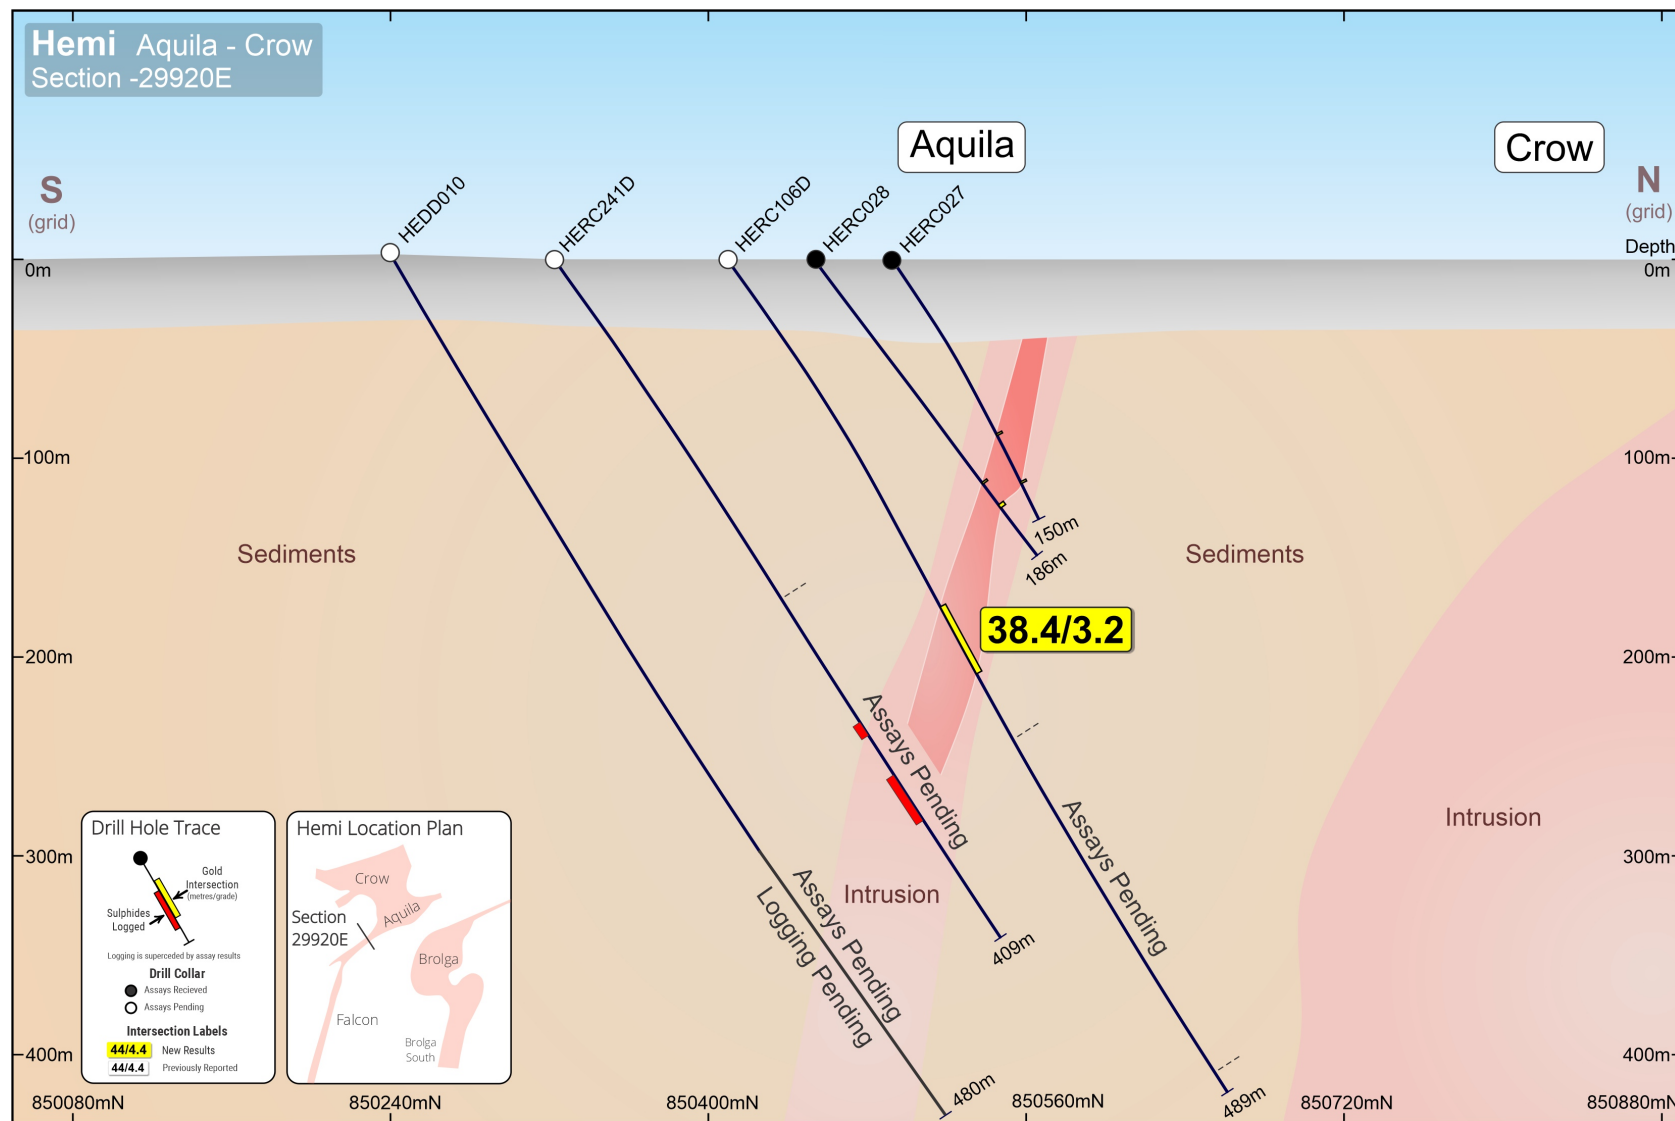 Hemi Aquila - Crow
Section -29920E
Aquila
Crow
S
(grid)
N
(grid)
HEDD010
HERC241D
HERC106D
HERC028
HERC027
Depth
0m
0m
100m
100m
150m
186m
Sediments
Sediments
38.4/3.2
200m
200m
Assays Pending
Assays Pending
Intrusion
300m
300m
Assays Pending
Logging Pending
Intrusion
409m
400m
400m
480m
489m
Drill Hole Trace
Gold
Intersection
(metres/grade)
Sulphides
Logged
Logging is superceded by assay results
Drill Collar
Assays Recieved
Assays Pending
Intersection Labels
44/4.4 New Results
44/4.4 Previously Reported
Hemi Location Plan
Crow
Section
29920E
Aquila
Brolga
Falcon
Brolga
South
850080mN
850240mN
850400mN
850560mN
850720mN
850880mN